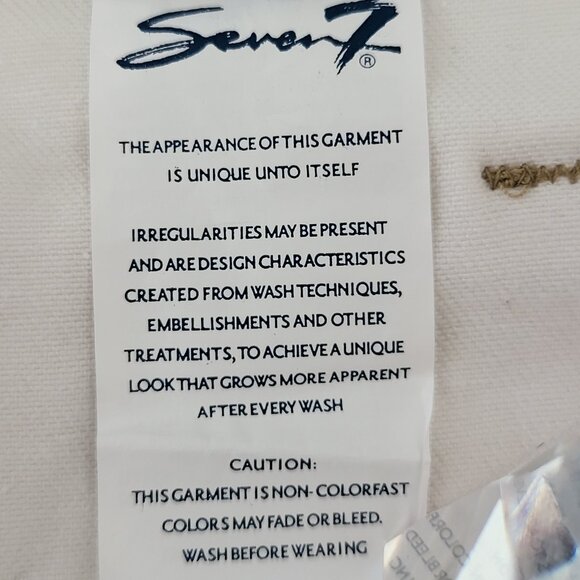 Seven7®
THE APPEARANCE OF THIS GARMENT
IS UNIQUE UNTO ITSELF
IRREGULARITIES MAY BE PRESENT
AND ARE DESIGN CHARACTERISTICS
CREATED FROM WASH TECHNIQUES,
EMBELLISHMENTS AND OTHER
TREATMENTS, TO ACHIEVE A UNIQUE
LOOK THAT GROWS MORE APPARENT
AFTER EVERY WASH
CAUTION:
THIS GARMENT IS NON-COLORFAST
COLORS MAY FADE OR BLEED.
WASH BEFORE WEARING